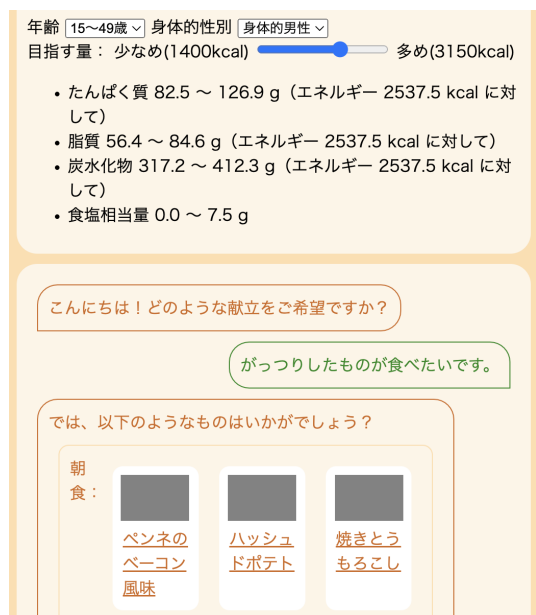 年齢 15〜49歳 身体的性別 身体的男性
目指す量： 少なめ(1400kcal) 多め(3150kcal)
• たんぱく質 82.5 〜 126.9 g（エネルギー 2537.5 kcal に対
して）
• 脂質 56.4 〜 84.6 g（エネルギー 2537.5 kcal に対して）
• 炭水化物 317.2 〜 412.3 g（エネルギー 2537.5 kcal に対
して）
• 食塩相当量 0.0 〜 7.5 g
こんにちは！どのような献立をご希望ですか？
がっつりしたものが食べたいです。
では、以下のようなものはいかがでしょう？
朝
食：
ペンネの
ベーコン
風味
ハッシュ
ドポテト
焼きとう
もろこし